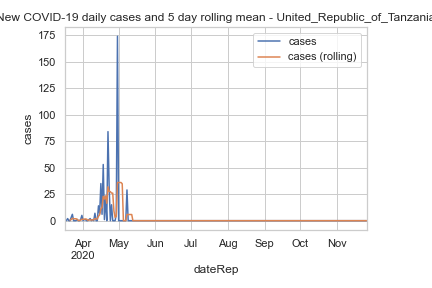 New COVID-19 daily cases and 5 day rolling mean - United_Republic_of_Tanzania
cases
cases (rolling)
cases
175
150
125
100
75
50
25
0
Apr May Jun Jul Aug Sep Oct Nov
2020
dateRep